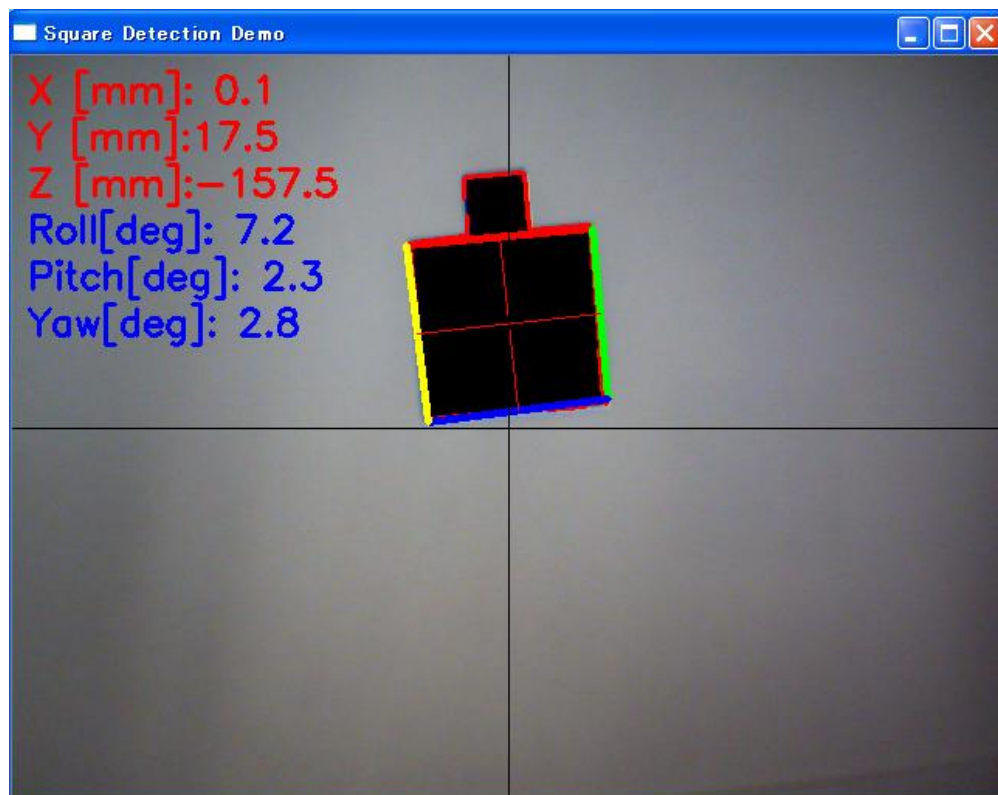 Square Detection Demo
X [mm]: 0.1
Y [mm]:17.5
Z [mm]:-157.5
Roll[deg]: 7.2
Pitch[deg]: 2.3
Yaw[deg]: 2.8